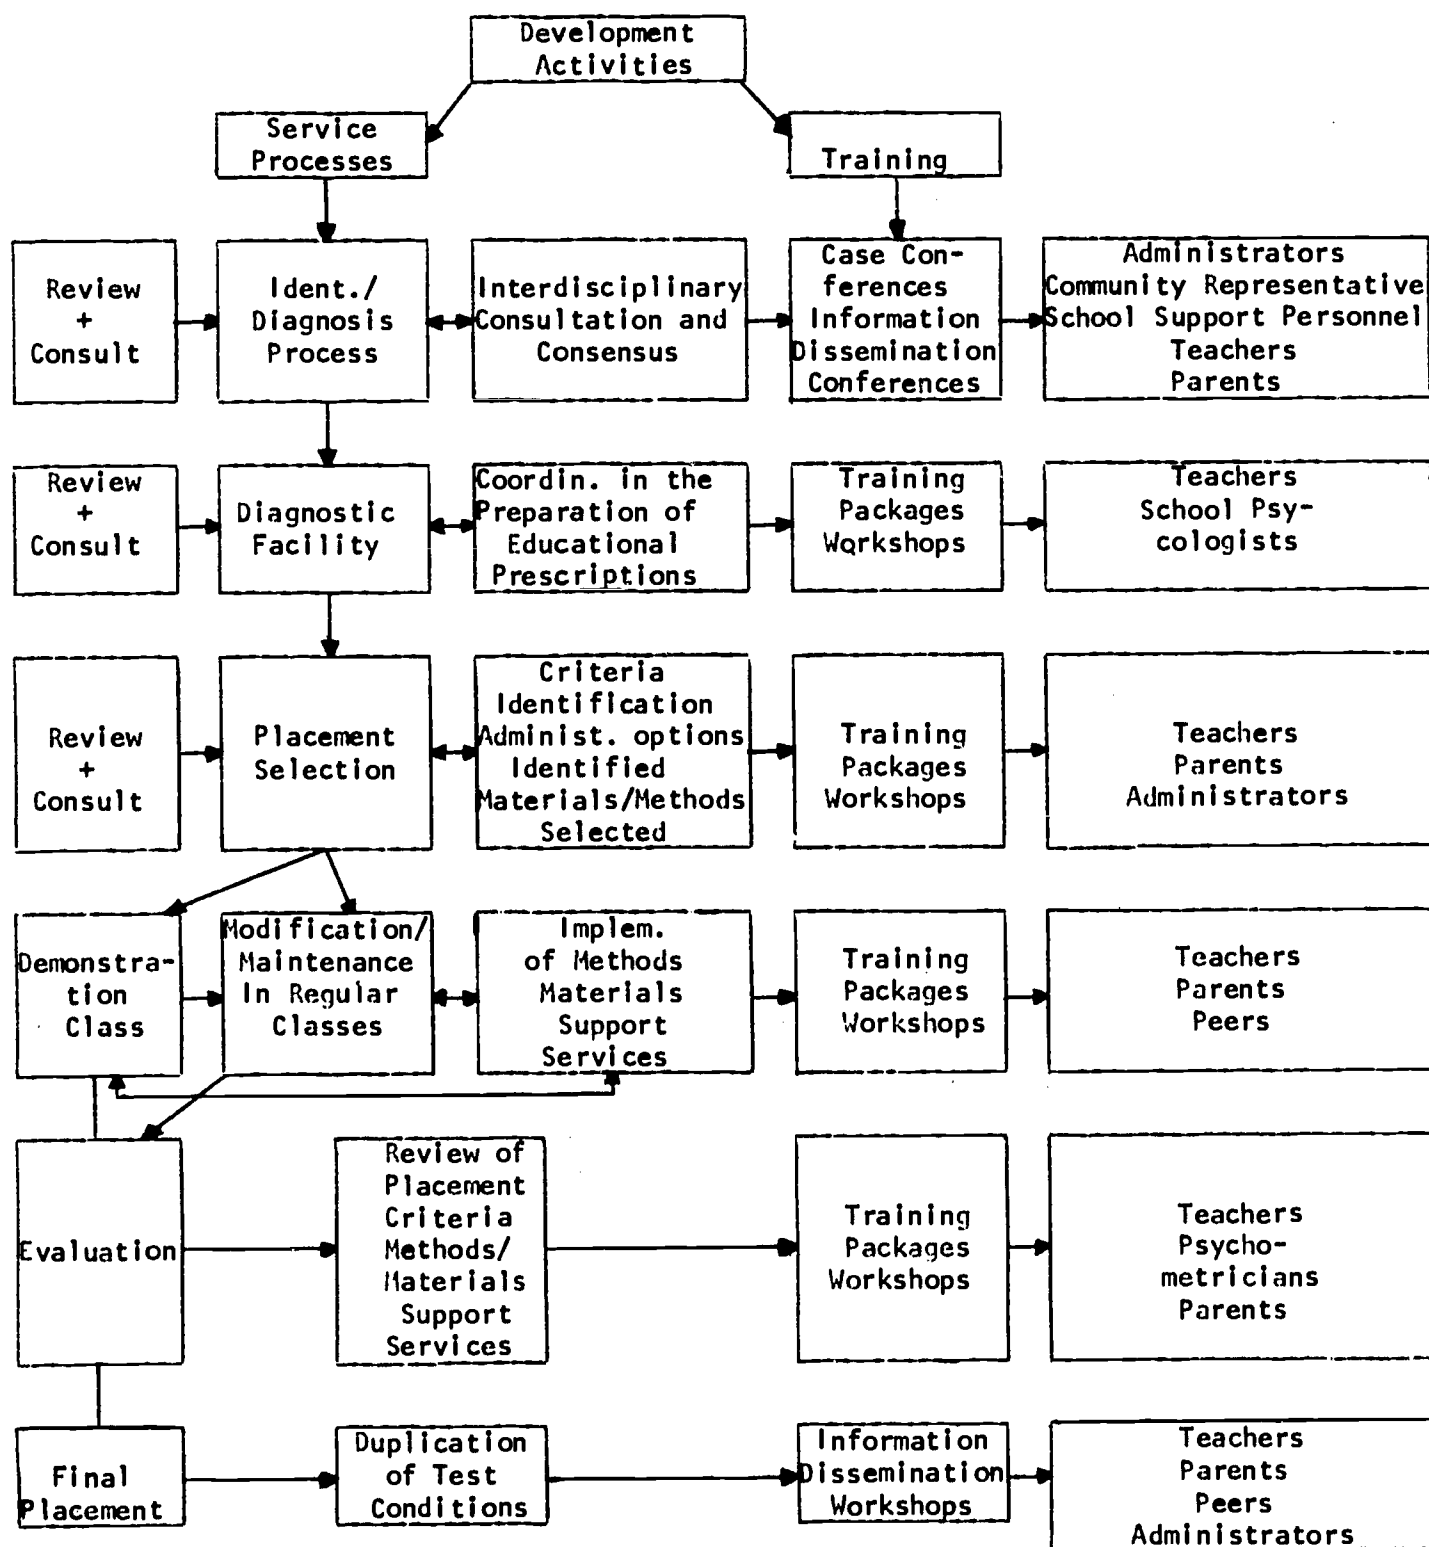 Development
Activities
Service
Processes
Training
Review
+
Consult
Ident./
Diagnosis
Process
Interdisciplinary
Consultation and
Consensus
Case Con-
ferences
Information
Dissemination
Conferences
Administrators
Community Representative
School Support Personnel
Teachers
Parents
Review
+
Consult
Diagnostic
Facility
Coordin. in the
Preparation of
Educational
Prescriptions
Training
Packages
Workshops
Teachers
School Psy-
cologists
Review
+
Consult
Placement
Selection
Criteria
Identification
Administ. options
Identified
Materials/Methods
Selected
Training
Packages
Workshops
Teachers
Parents
Administrators
Demonstra-
tion
Class
Modification/
Maintenance
In Regular
Classes
Implem.
of Methods
Materials
Support
Services
Training
Packages
Workshops
Teachers
Parents
Peers
Evaluation
Review of
Placement
Criteria
Methods/
Materials
Support
Services
Training
Packages
Workshops
Teachers
Psycho-
metricians
Parents
Final
Placement
Duplication
of Test
Conditions
Information
Dissemination
Workshops
Teachers
Parents
Peers
Administrators